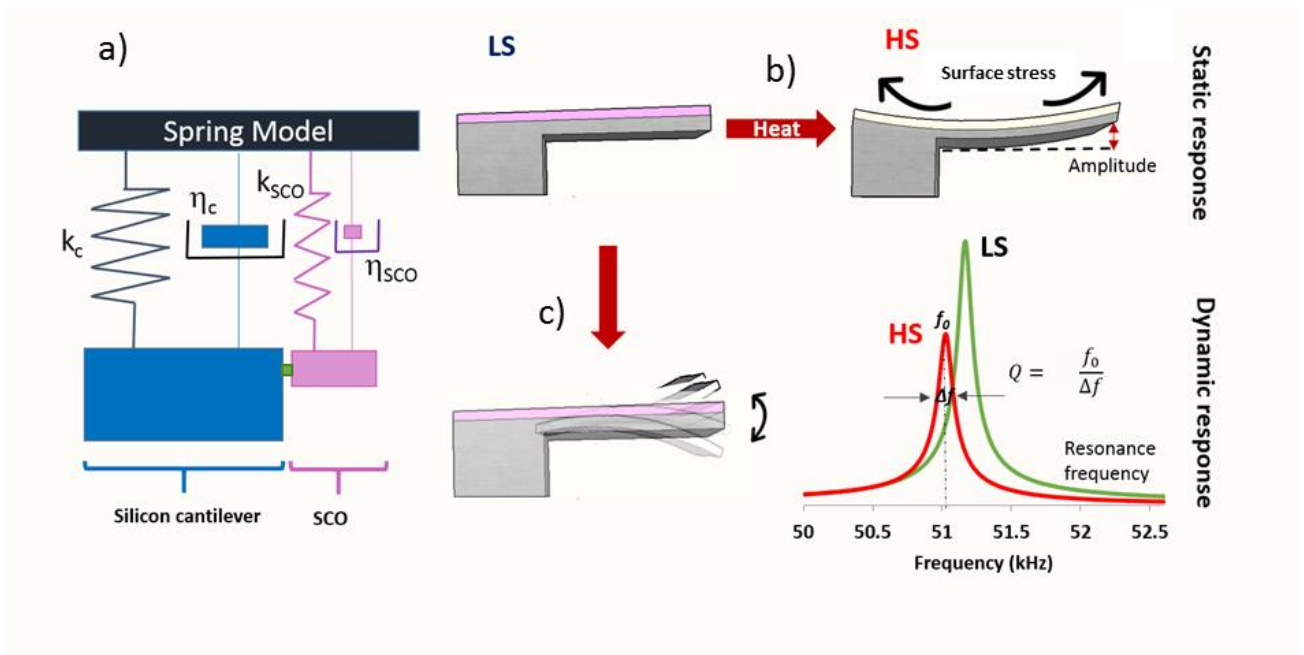 a)
Spring Model
k_c
η_c
k_SCO
η_SCO
Silicon cantilever
SCO
LS
Heat
b)
HS
Surface stress
Amplitude
Static response
c)
HS
f₀
LS
Δf
Q = f₀/Δf
Resonance
frequency
50 50.5 51 51.5 52 52.5
Frequency (kHz)
Dynamic response